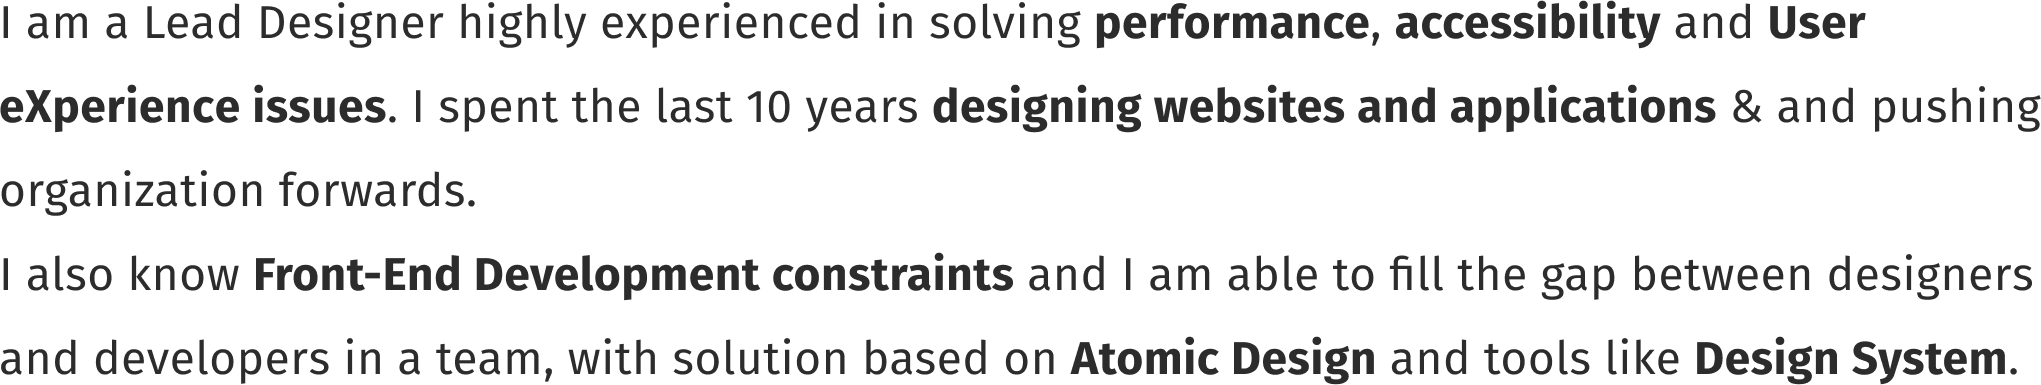 I am a Lead Designer highly experienced in solving performance, accessibility and User
eXperience issues. I spent the last 10 years designing websites and applications & and pushing
organization forwards.
I also know Front-End Development constraints and I am able to fill the gap between designers
and developers in a team, with solution based on Atomic Design and tools like Design System.